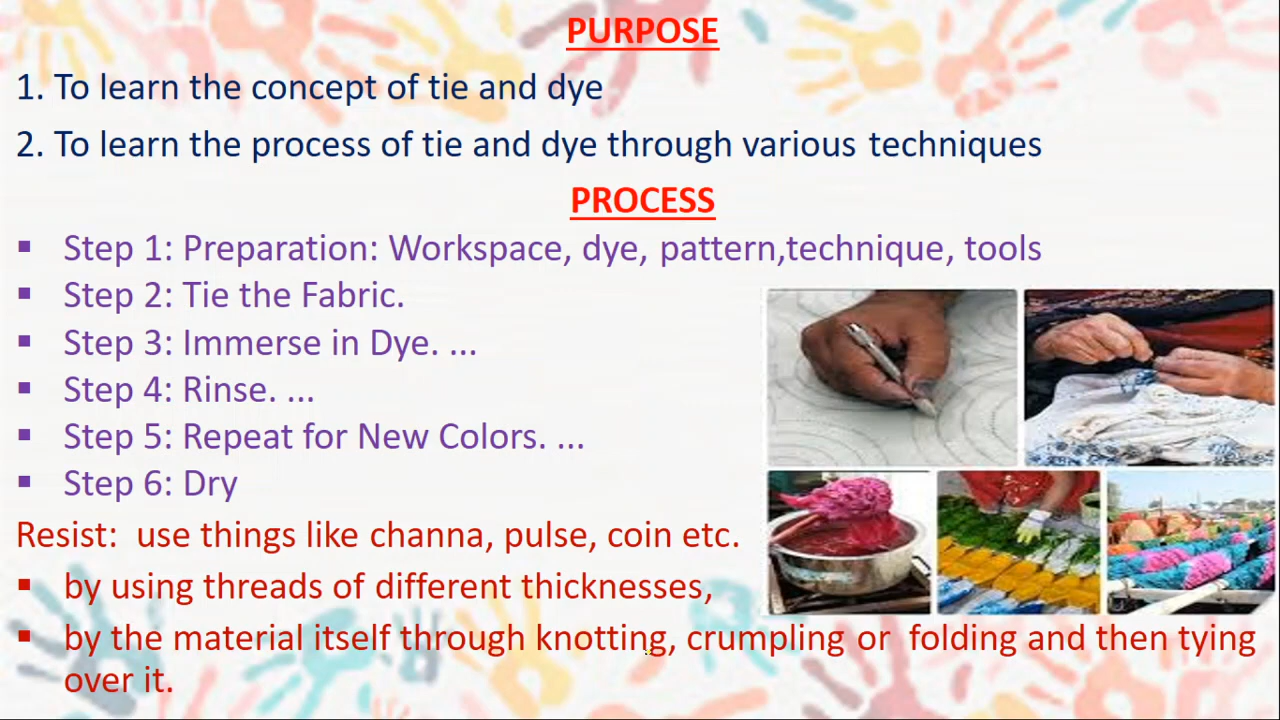 PURPOSE
1. To learn the concept of tie and dye
2. To learn the process of tie and dye through various techniques
PROCESS
▪ Step 1: Preparation: Workspace, dye, pattern,technique, tools
▪ Step 2: Tie the Fabric.
▪ Step 3: Immerse in Dye. ...
▪ Step 4: Rinse. ...
▪ Step 5: Repeat for New Colors. ...
▪ Step 6: Dry
Resist: use things like channa, pulse, coin etc.
▪ by using threads of different thicknesses,
▪ by the material itself through knotting, crumpling or folding and then tying
over it.